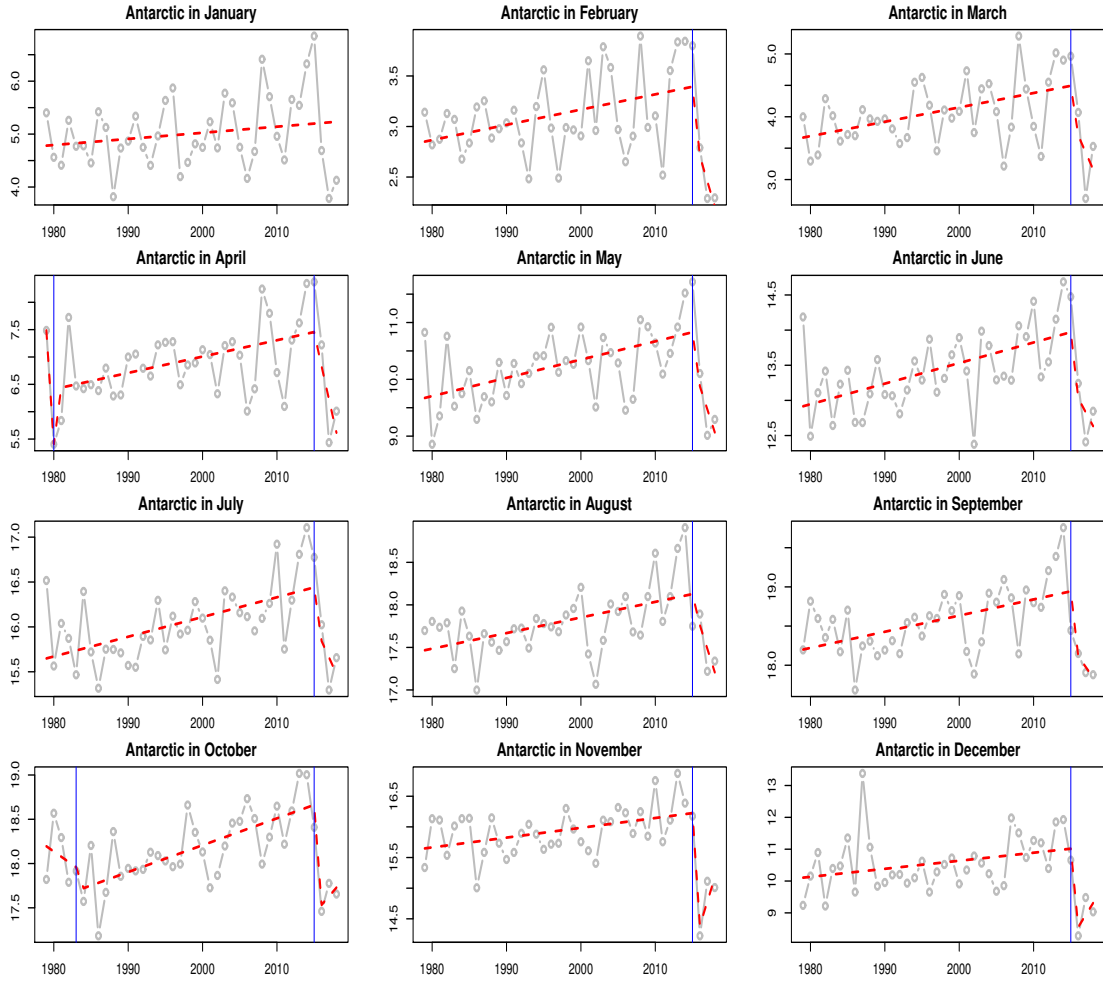 Antarctic in January
6.0
5.0
4.0
1980 1990 2000 2010
Antarctic in February
3.5
3.0
2.5
1980 1990 2000 2010
Antarctic in March
5.0
4.0
3.0
1980 1990 2000 2010
Antarctic in April
7.5
6.5
5.5
1980 1990 2000 2010
Antarctic in May
11.0
10.0
9.0
1980 1990 2000 2010
Antarctic in June
14.5
13.5
12.5
1980 1990 2000 2010
Antarctic in July
17.0
16.5
16.0
15.5
1980 1990 2000 2010
Antarctic in August
18.5
18.0
17.5
17.0
1980 1990 2000 2010
Antarctic in September
19.0
18.0
1980 1990 2000 2010
Antarctic in October
19.0
18.5
18.0
17.5
1980 1990 2000 2010
Antarctic in November
16.5
15.5
14.5
1980 1990 2000 2010
Antarctic in December
13
12
11
10
9
1980 1990 2000 2010